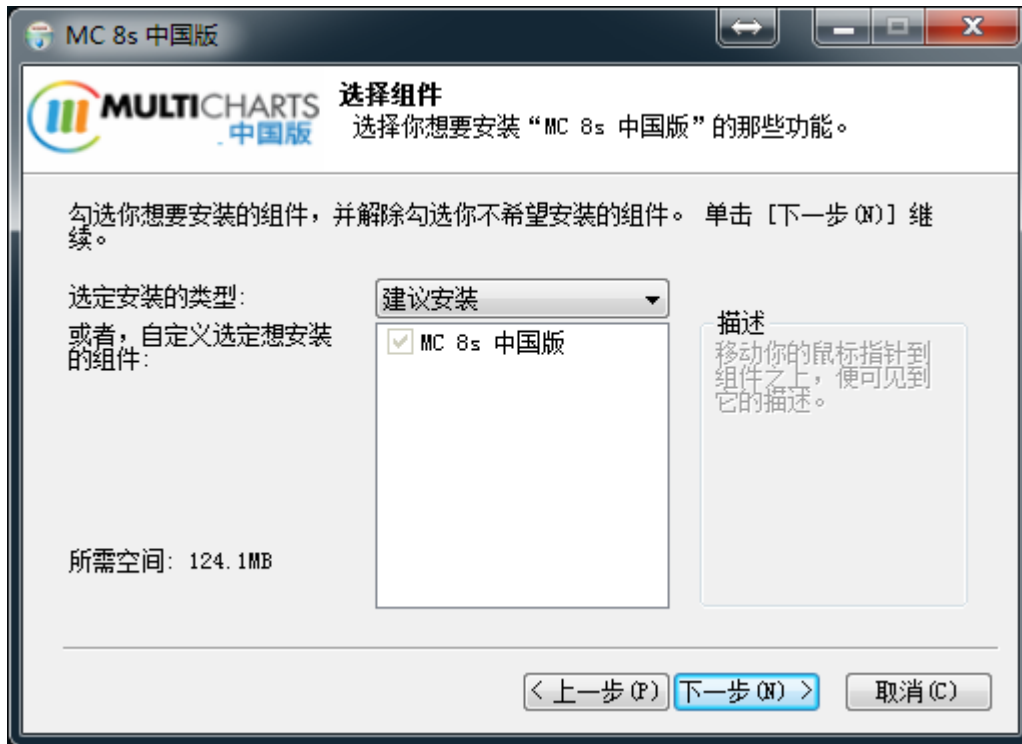 MC 8s 中国版
MULTICHARTS
中国版
选择组件
选择你想要安装“MC 8s 中国版”的那些功能。
勾选你想要安装的组件，并解除勾选你不希望安装的组件。 单击 [下一步(N)] 继
续。
选定安装的类型:
建议安装
或者，自定义选定想安装
的组件:
MC 8s 中国版
描述
移动你的鼠标指针到
组件之上，便可见到
它的描述。
所需空间: 124.1MB
< 上一步(P)
下一步(N) >
取消(C)